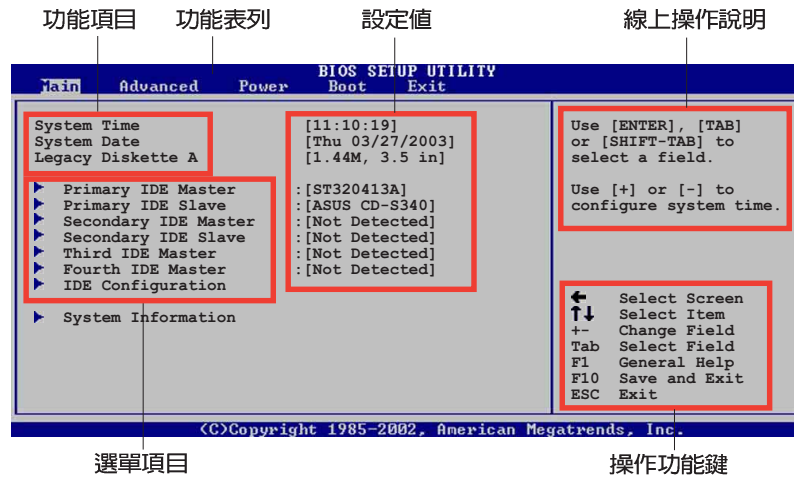 功能項目 功能表列 設定值 線上操作說明
BIOS SETUP UTILITY
Main Advanced Power Boot Exit
System Time [11:10:19]
System Date [Thu 03/27/2003]
Legacy Diskette A [1.44M, 3.5 in]
Primary IDE Master :[ST320413A]
Primary IDE Slave :[ASUS CD-S340]
Secondary IDE Master :[Not Detected]
Secondary IDE Slave :[Not Detected]
Third IDE Master :[Not Detected]
Fourth IDE Master :[Not Detected]
IDE Configuration
System Information
Use [ENTER], [TAB]
or [SHIFT-TAB] to
select a field.
Use [+] or [-] to
configure system time.
← Select Screen
↑↓ Select Item
+- Change Field
Tab Select Field
F1 General Help
F10 Save and Exit
ESC Exit
(C)Copyright 1985-2002, American Megatrends, Inc.
選單項目 操作功能鍵